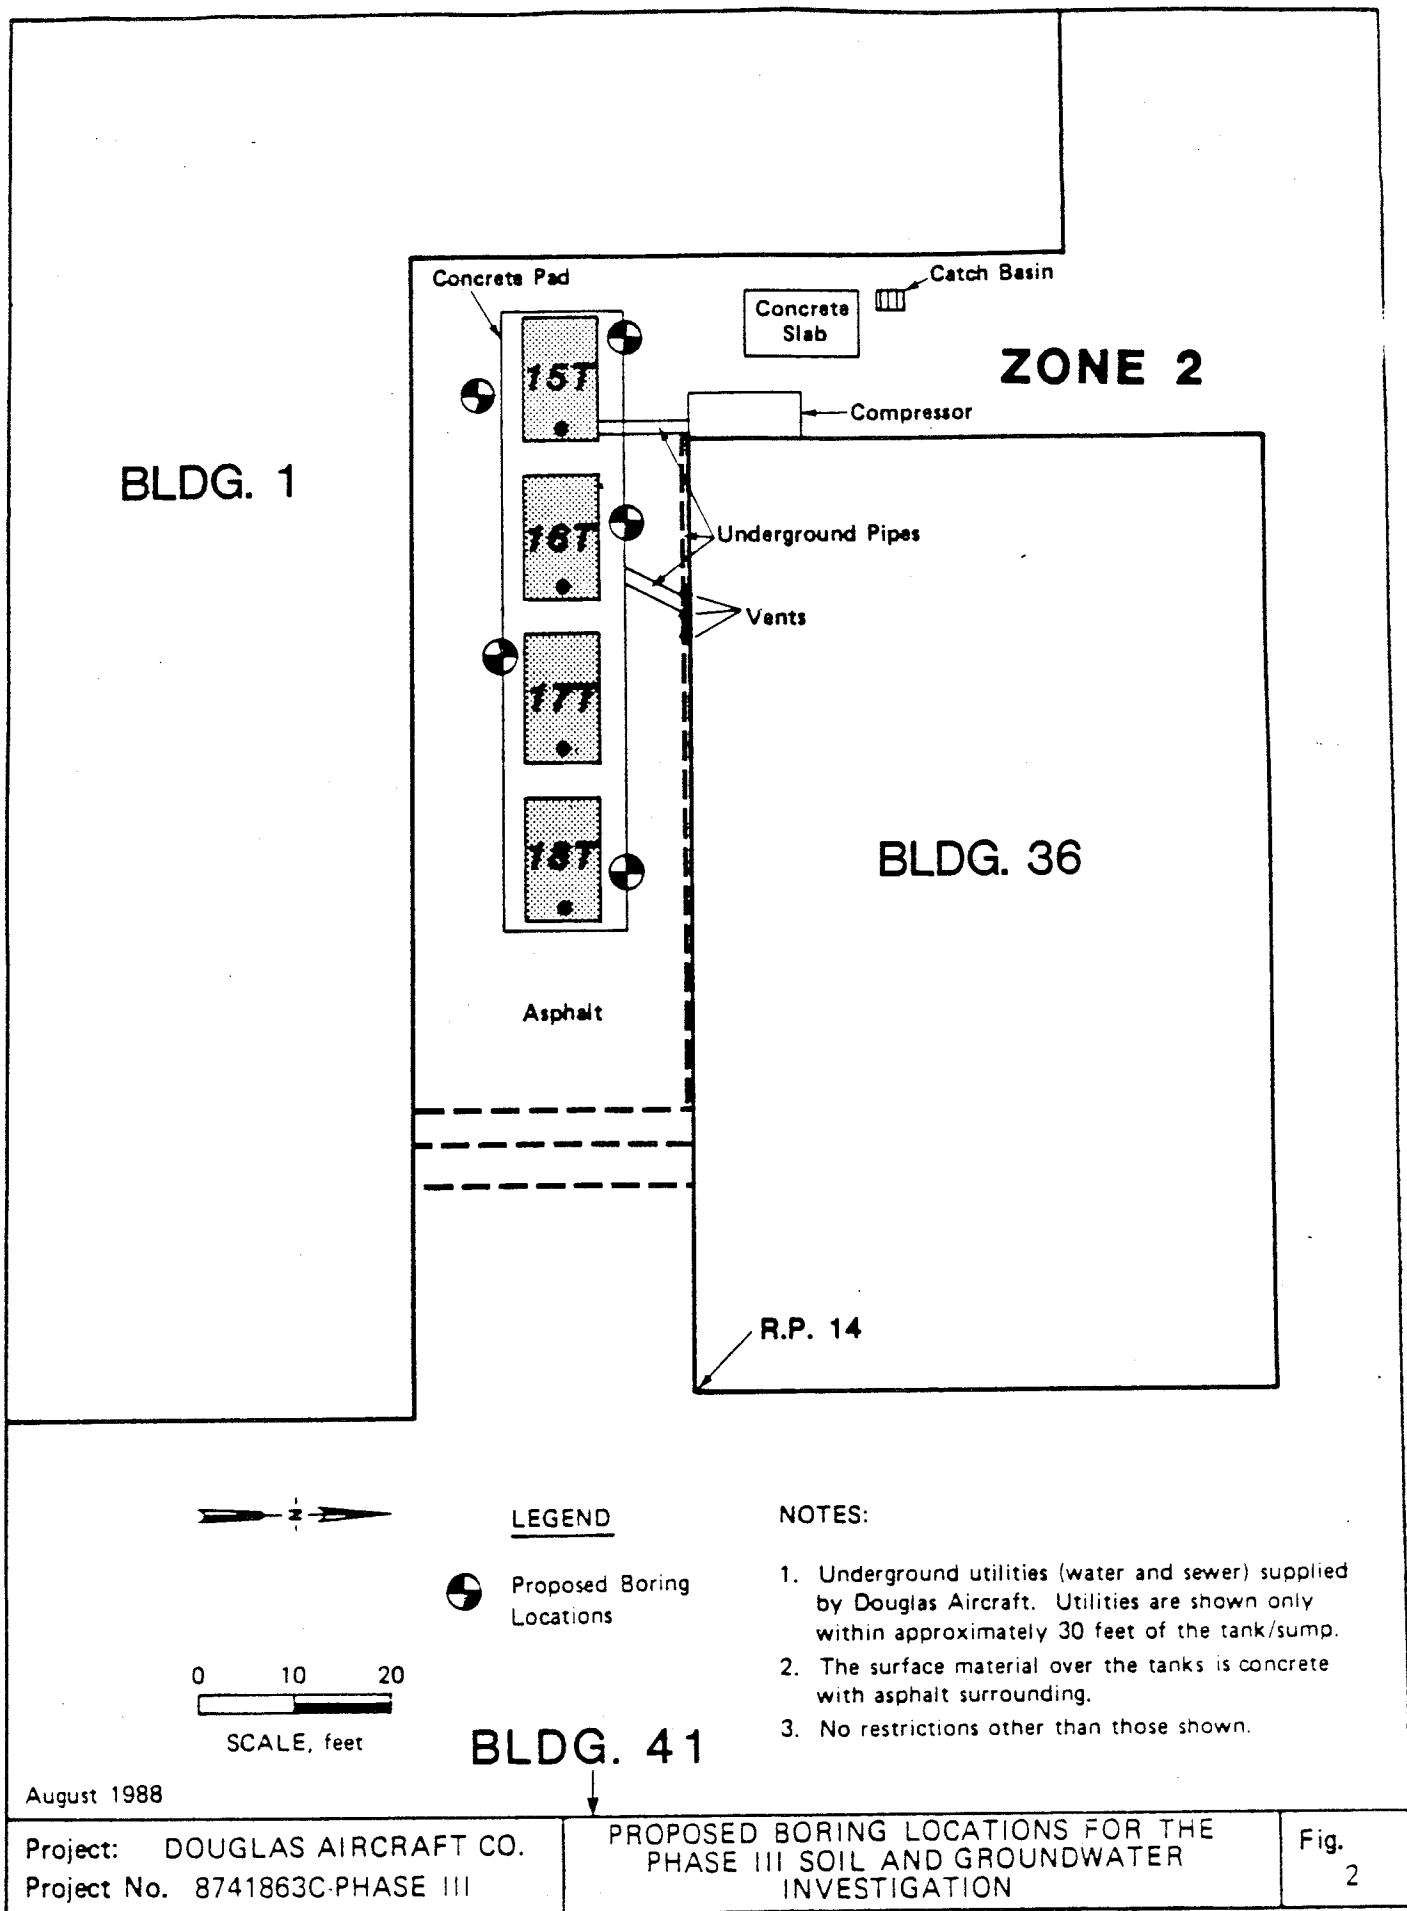 Concrete Pad
Catch Basin
Concrete
Slab
ZONE 2
15T
Compressor
BLDG. 1
16T
Underground Pipes
Vents
17T
18T
BLDG. 36
Asphalt
R.P. 14
N
LEGEND
Proposed Boring
Locations
NOTES:
1. Underground utilities (water and sewer) supplied
by Douglas Aircraft. Utilities are shown only
within approximately 30 feet of the tank/sump.
2. The surface material over the tanks is concrete
with asphalt surrounding.
3. No restrictions other than those shown.
0 10 20
SCALE, feet
BLDG. 41
August 1988
Project: DOUGLAS AIRCRAFT CO.
Project No. 8741863C-PHASE III
PROPOSED BORING LOCATIONS FOR THE
PHASE III SOIL AND GROUNDWATER
INVESTIGATION
Fig.
2